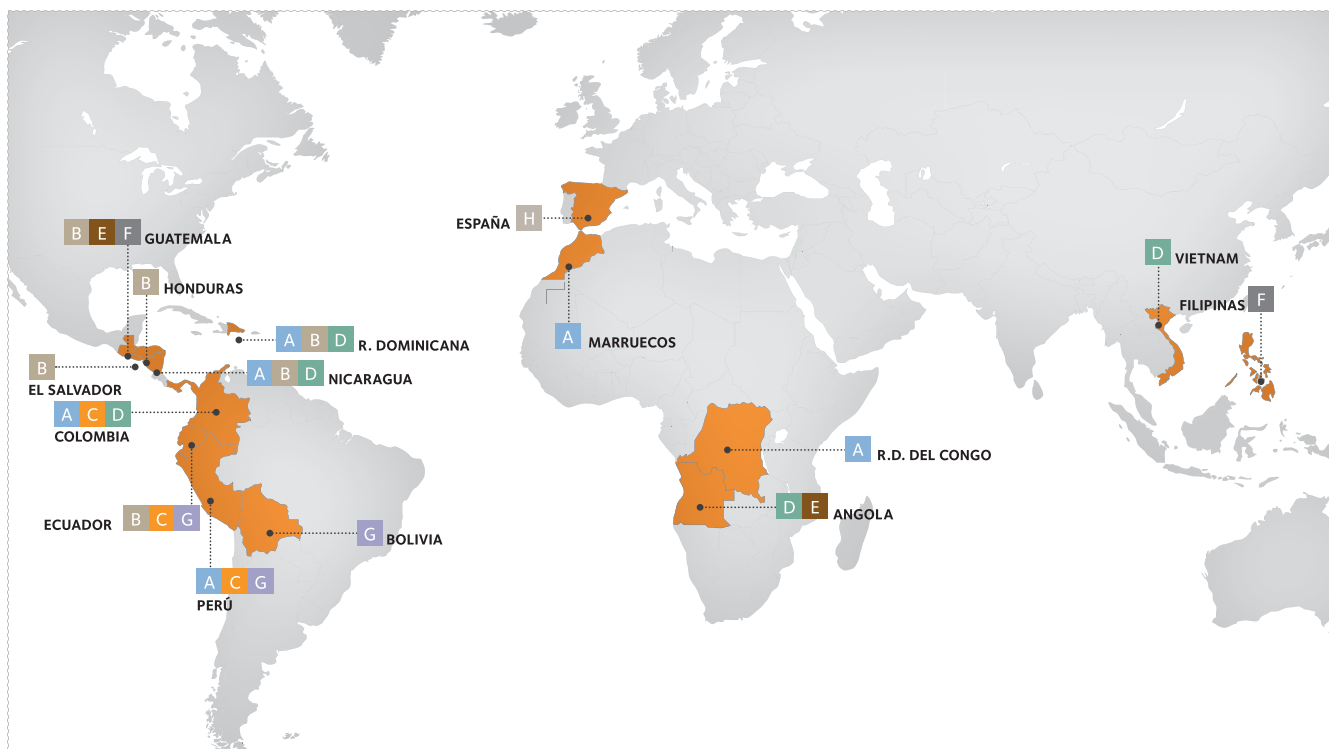 ESPAÑA H
B E F GUATEMALA
D VIETNAM
B HONDURAS
FILIPINAS F
A B D R. DOMINICANA
A MARRUECOS
B
EL SALVADOR
A B D NICARAGUA
A C D
COLOMBIA
A R.D. DEL CONGO
ECUADOR B C G
D E ANGOLA
G BOLIVIA
A C G
PERÚ